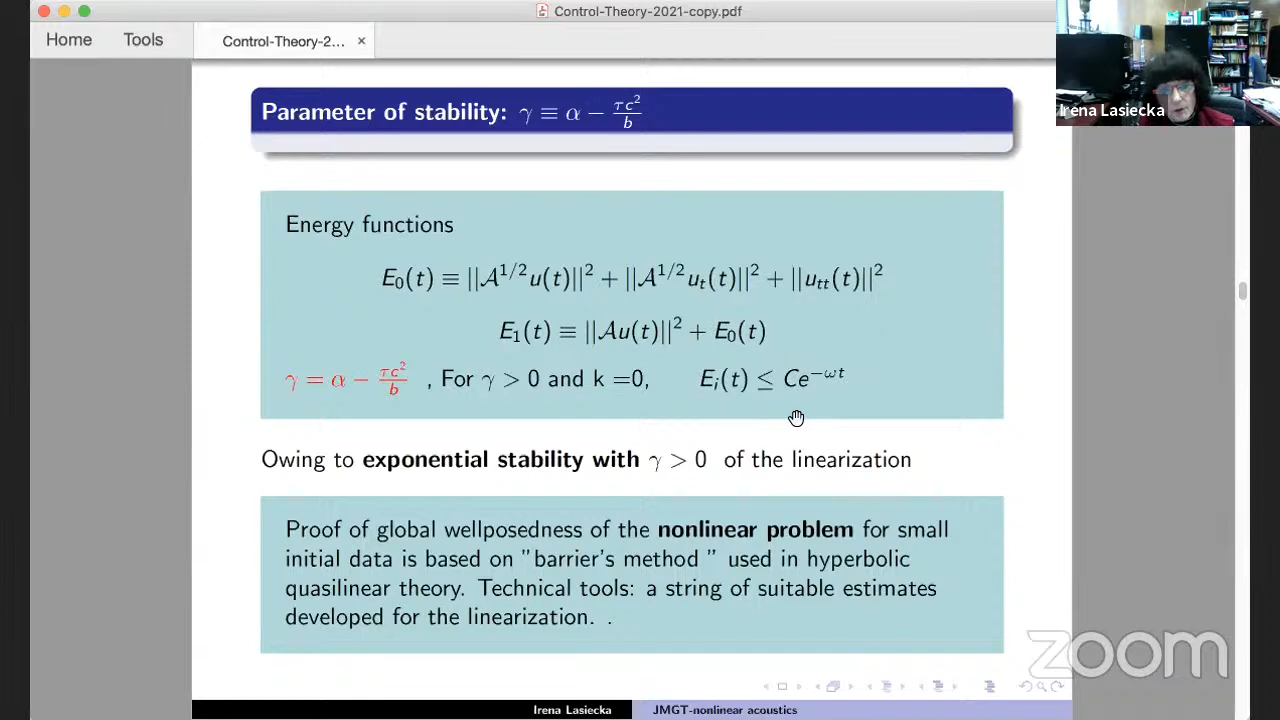 Control-Theory-2021-copy.pdf
Home Tools Control-Theory-2... ×
Irena Lasiecka
Parameter of stability: γ ≡ α − τc²/b
Energy functions
E₀(t) ≡ ||𝒜^{1/2}u(t)||² + ||𝒜^{1/2}u_t(t)||² + ||u_tt(t)||²
E₁(t) ≡ ||𝒜u(t)||² + E₀(t)
γ = α − τc²/b , For γ > 0 and k =0, E_i(t) ≤ Ce^{−ωt}
Owing to exponential stability with γ > 0 of the linearization
Proof of global wellposedness of the nonlinear problem for small
initial data is based on "barrier's method " used in hyperbolic
quasilinear theory. Technical tools: a string of suitable estimates
developed for the linearization. .
zoom
Irena Lasiecka JMGT-nonlinear acoustics